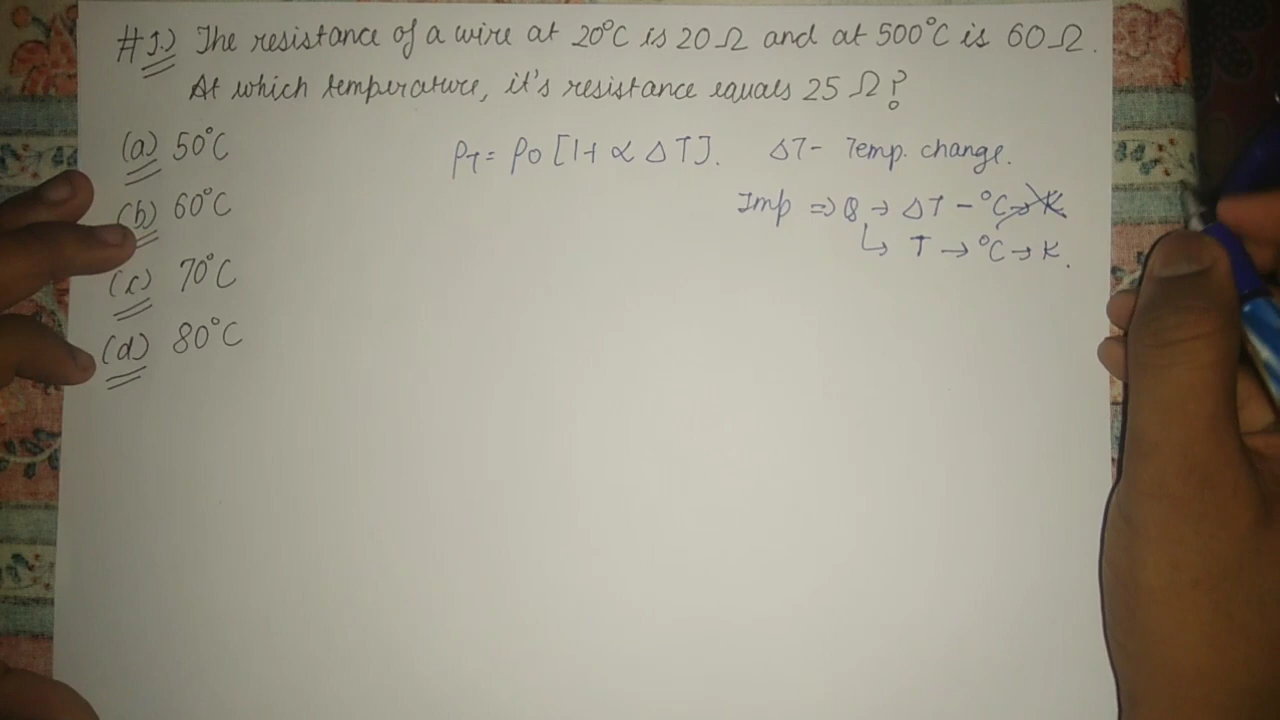 #1.) The resistance of a wire at 20°C is 20 Ω and at 500°C is 60 Ω.
At which temperature, it's resistance equals 25 Ω?
(a) 50°C
(b) 60°C
(c) 70°C
(d) 80°C
ρT = ρ0 [1+ α ΔT]. ΔT- Temp. change.
Imp ⇒ Q → ΔT - °C → K
↳ T → °C → K.